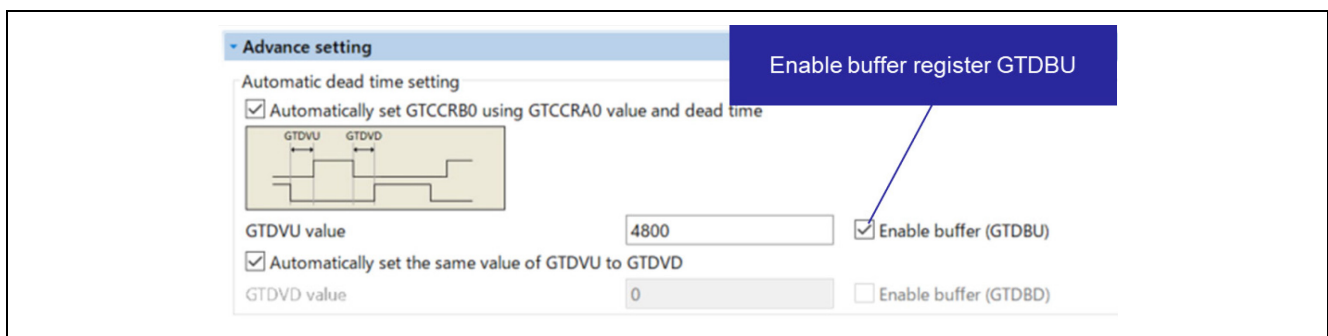 Advance setting
Enable buffer register GTDBU
Automatic dead time setting
Automatically set GTCCRB0 using GTCCRA0 value and dead time
GTDVU GTDVD
GTDVU value 4800 Enable buffer (GTDBU)
Automatically set the same value of GTDVU to GTDVD
GTDVD value 0 Enable buffer (GTDBD)